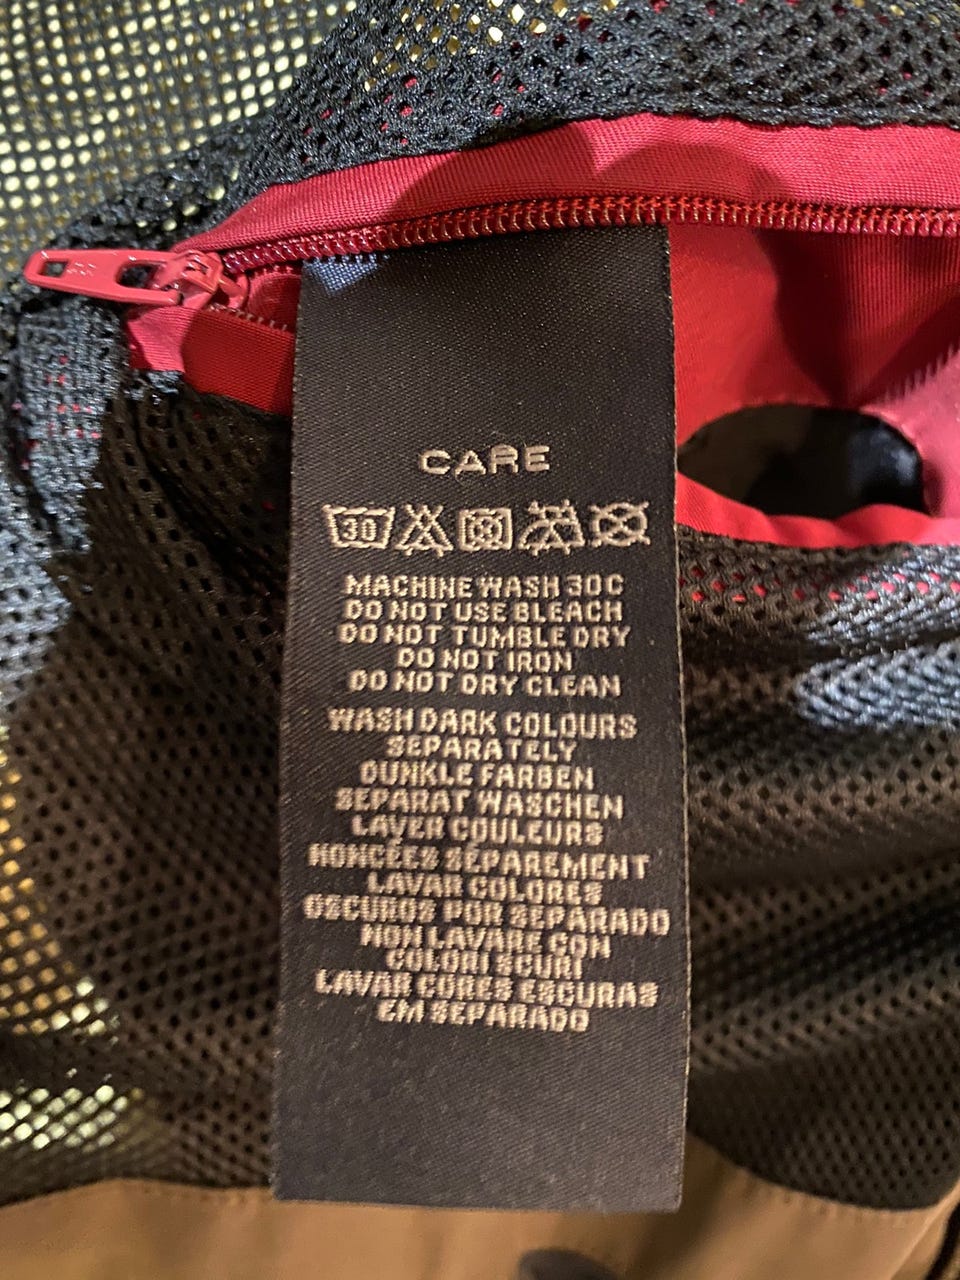 CARE
30
MACHINE WASH 30C
DO NOT USE BLEACH
DO NOT TUMBLE DRY
DO NOT IRON
DO NOT DRY CLEAN
WASH DARK COLOURS
SEPARATELY
DUNKLE FARBEN
SEPARAT WASCHEN
LAVER COULEURS
FONCÉES SÉPAREMENT
LAVAR COLORES
OSCUROS POR SEPARADO
NON LAVARE CON
COLORI SCURI
LAVAR CORES ESCURAS
EM SEPARADO